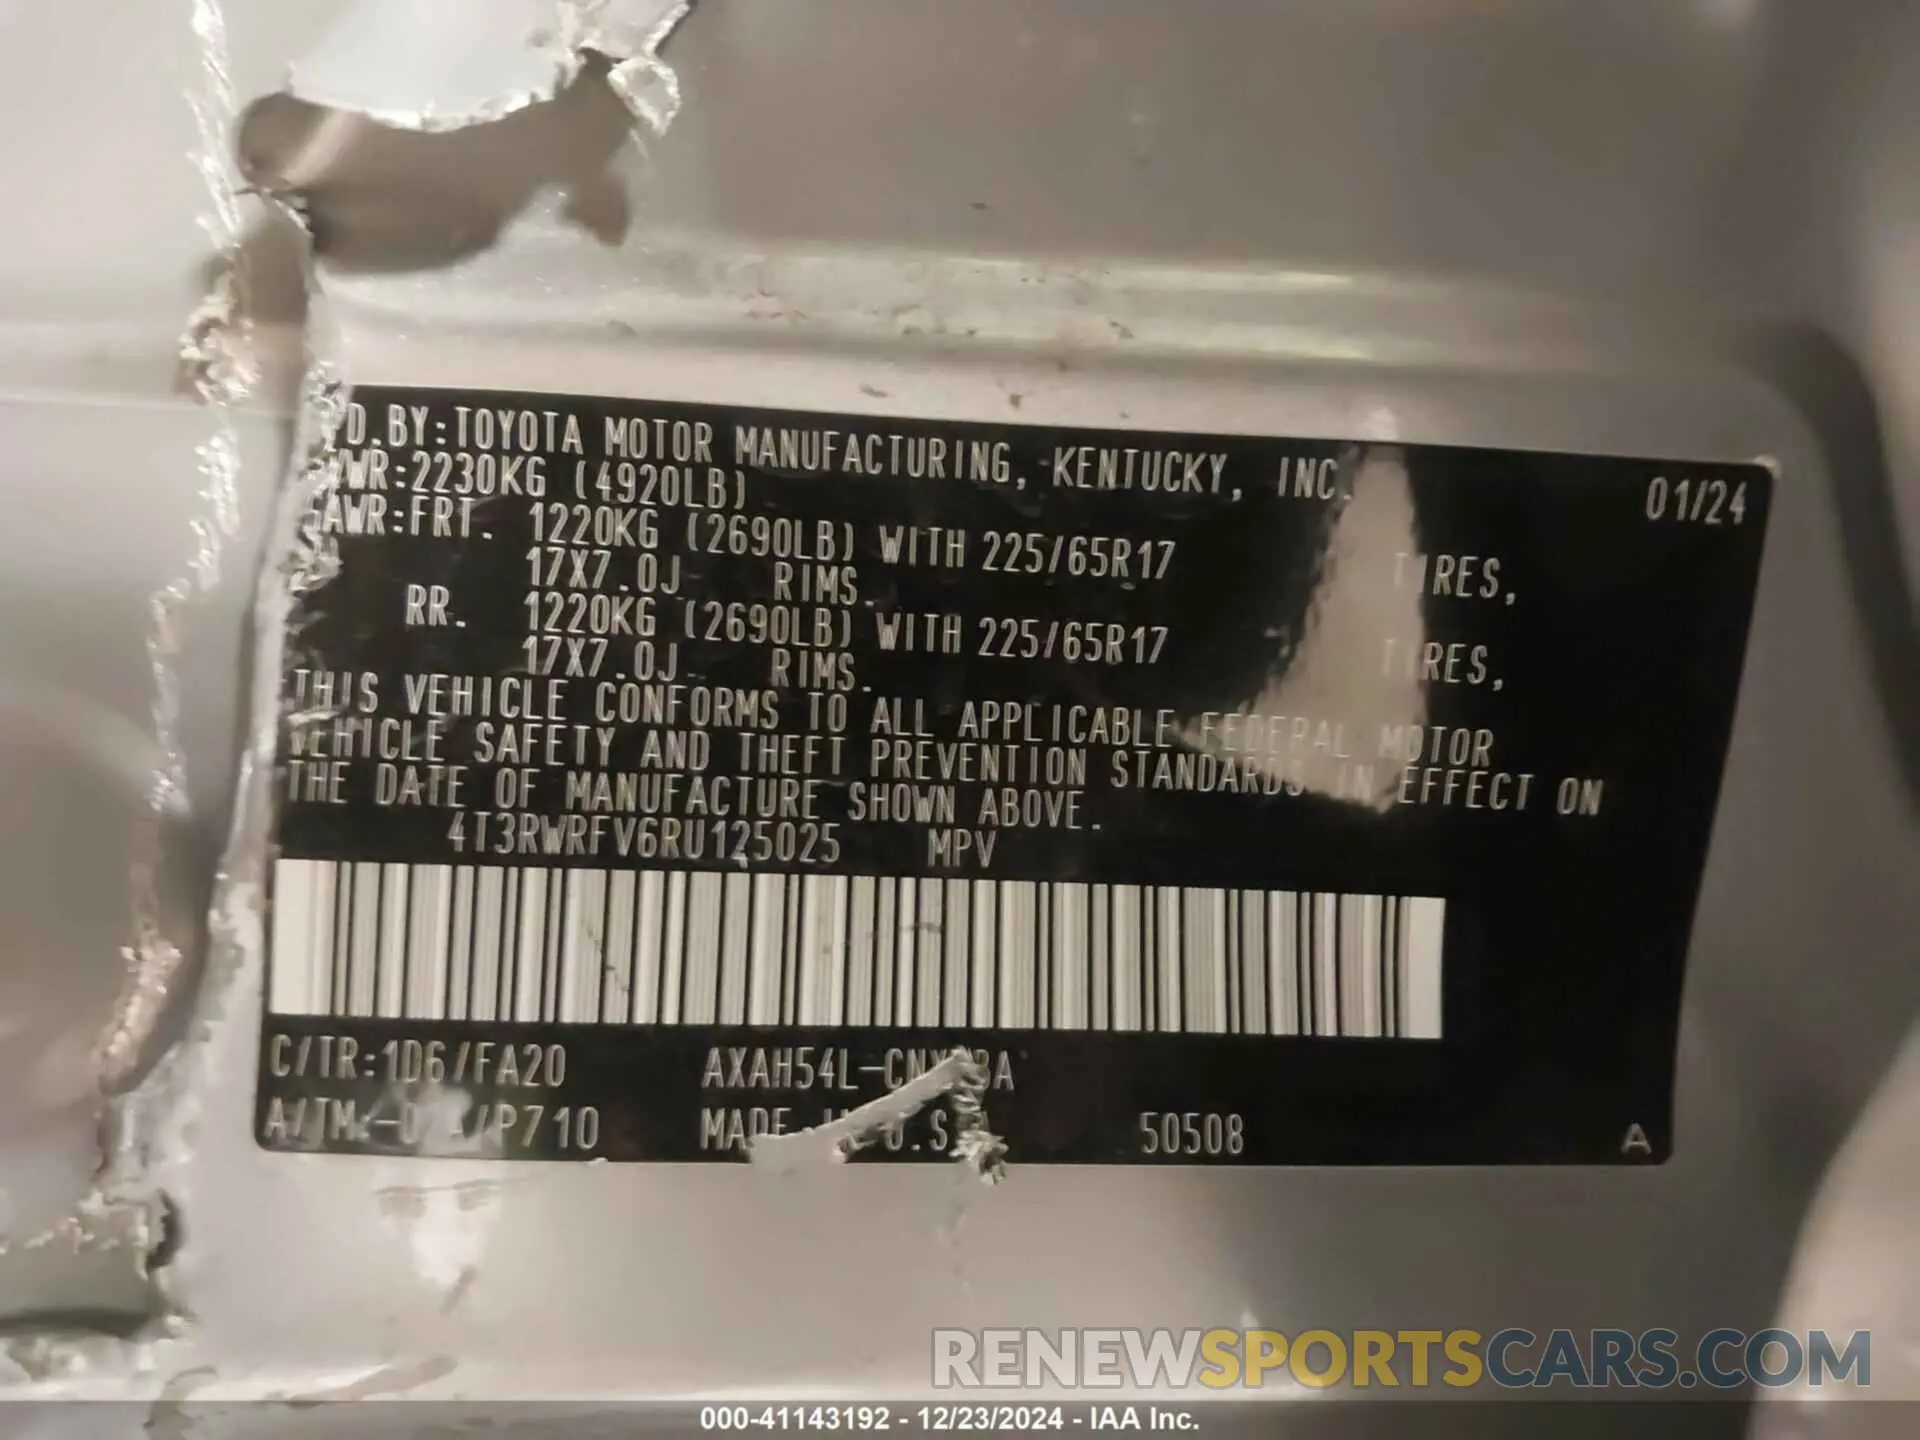 D.BY:TOYOTA MOTOR MANUFACTURING, KENTUCKY, INC. 01/24
WR:2230KG (4920LB)
GAWR:FRT. 1220KG (2690LB) WITH 225/65R17 TIRES,
17X7.0J RIMS.
RR. 1220KG (2690LB) WITH 225/65R17 TIRES,
17X7.0J RIMS.
THIS VEHICLE CONFORMS TO ALL APPLICABLE FEDERAL MOTOR
VEHICLE SAFETY AND THEFT PREVENTION STANDARDS IN EFFECT ON
THE DATE OF MANUFACTURE SHOWN ABOVE.
4T3RWRFV6RU125025 MPV
C/TR:1D6/FA20
A/TM: /P710 MADE U.S. 50508 A
RENEWSPORTSCARS.COM
000-41143192 - 12/23/2024 - IAA Inc.